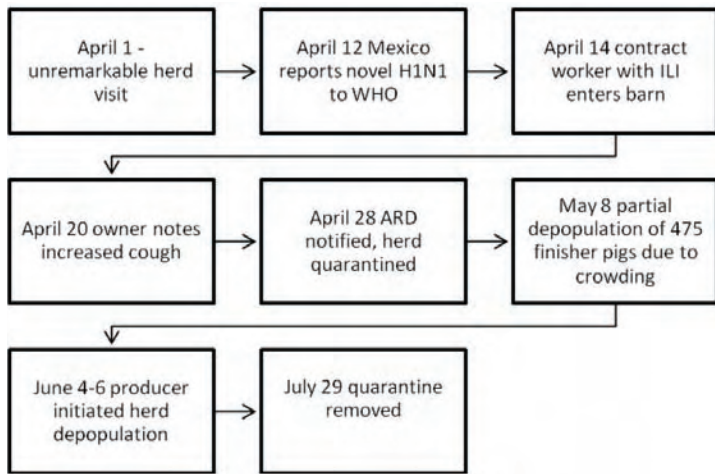 April 1 -
unremarkable herd
visit
April 12 Mexico
reports novel H1N1
to WHO
April 14 contract
worker with ILI
enters barn
April 20 owner notes
increased cough
April 28 ARD
notified, herd
quarantined
May 8 partial
depopulation of 475
finisher pigs due to
crowding
June 4-6 producer
initiated herd
depopulation
July 29 quarantine
removed